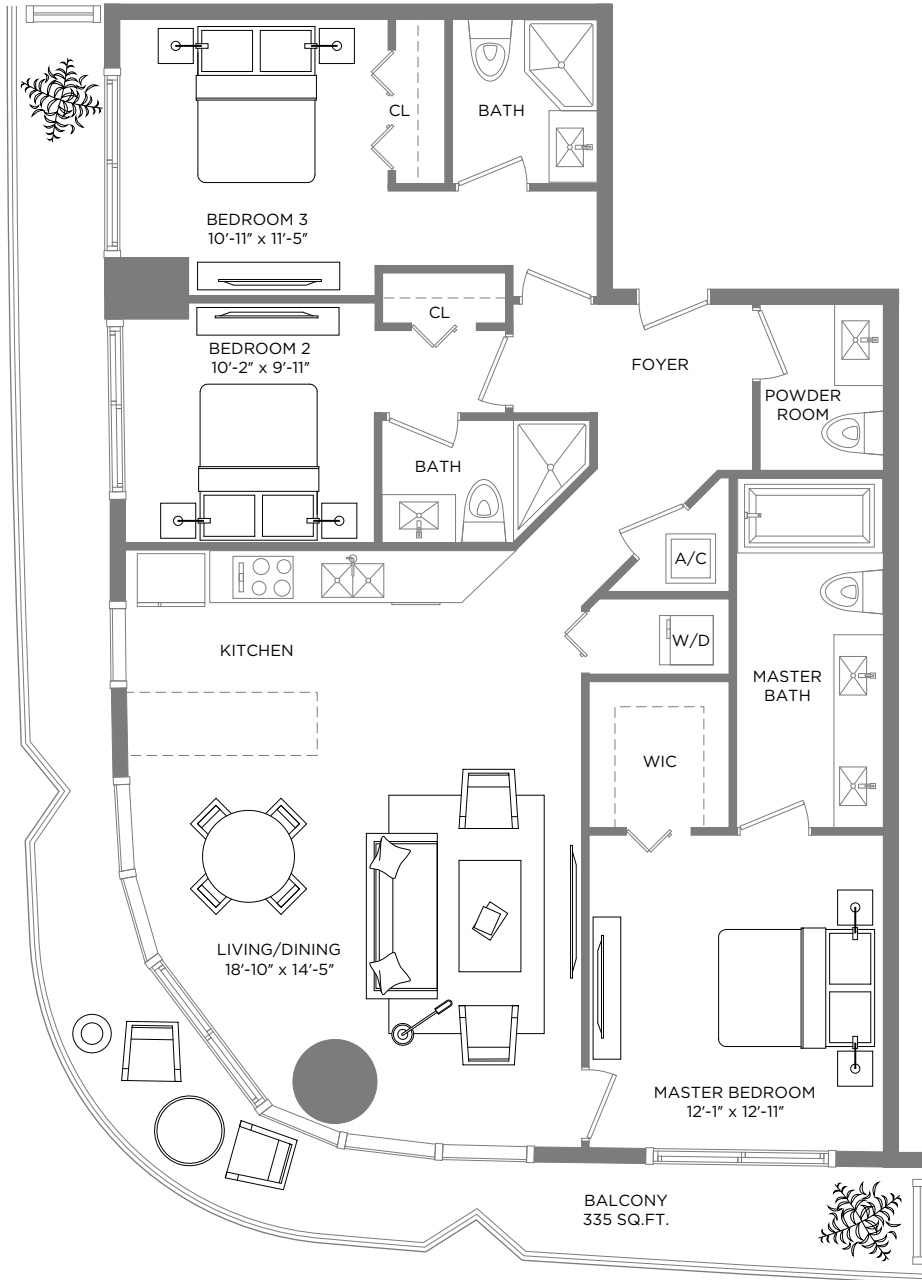 BATH
CL
BEDROOM 3
10'-11" x 11'-5"
CL
BEDROOM 2
10'-2" x 9'-11"
FOYER
POWDER
ROOM
BATH
A/C
W/D
KITCHEN
MASTER
BATH
WIC
LIVING/DINING
18'-10" x 14'-5"
MASTER BEDROOM
12'-1" x 12'-11"
BALCONY
335 SQ.FT.